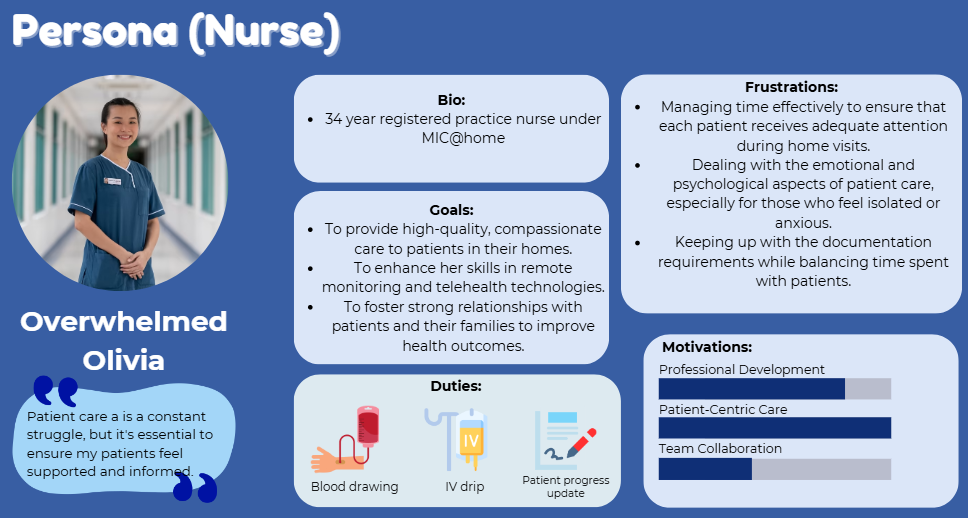 Persona (Nurse)
Overwhelmed
Olivia
Patient care a is a constant
struggle, but it's essential to
ensure my patients feel
supported and informed.
Bio:
• 34 year registered practice nurse under
MIC@home
Goals:
• To provide high-quality, compassionate
care to patients in their homes.
• To enhance her skills in remote
monitoring and telehealth technologies.
• To foster strong relationships with
patients and their families to improve
health outcomes.
Duties:
IV
Blood drawing
IV drip
Patient progress
update
Frustrations:
• Managing time effectively to ensure that
each patient receives adequate attention
during home visits.
• Dealing with the emotional and
psychological aspects of patient care,
especially for those who feel isolated or
anxious.
• Keeping up with the documentation
requirements while balancing time spent
with patients.
Motivations:
Professional Development
Patient-Centric Care
Team Collaboration